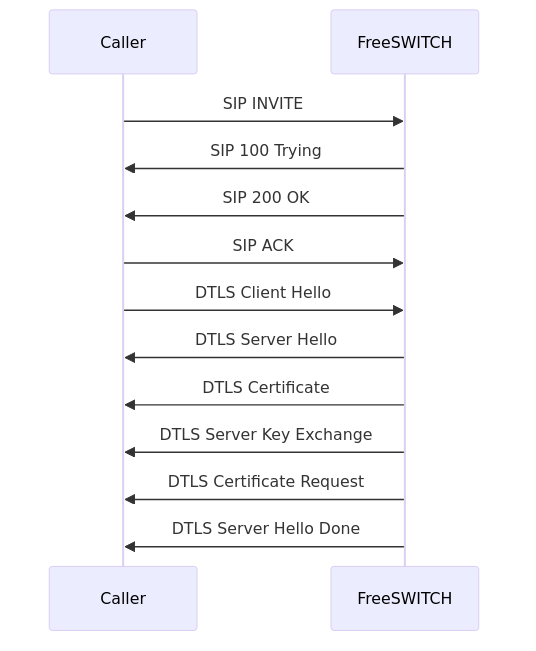 Caller FreeSWITCH
SIP INVITE
SIP 100 Trying
SIP 200 OK
SIP ACK
DTLS Client Hello
DTLS Server Hello
DTLS Certificate
DTLS Server Key Exchange
DTLS Certificate Request
DTLS Server Hello Done
Caller FreeSWITCH